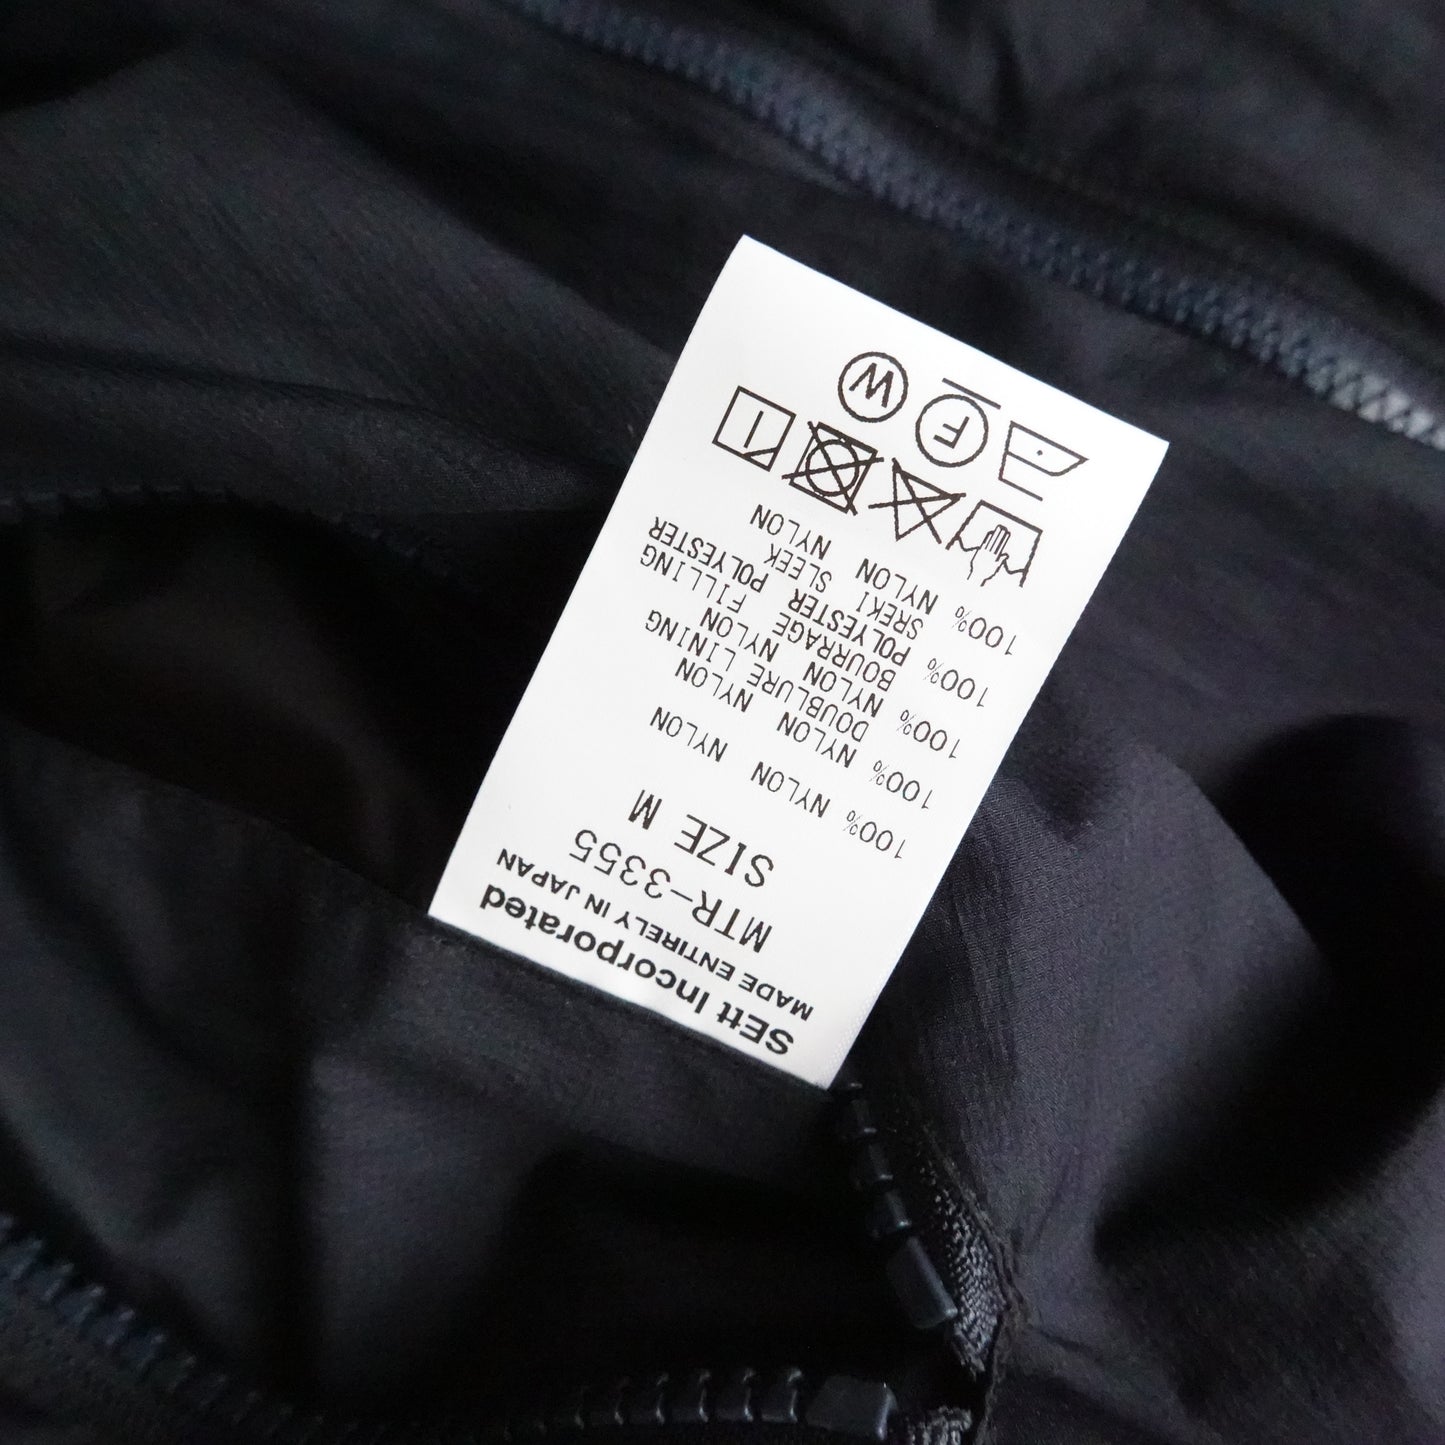 SEtt Incorporated
MADE ENTIRELY IN JAPAN
MTR-3355
SIZE M
100% NYLON NYLON
100% NYLON NYLON
DOUBLURE LINING
100% NYLON NYLON
BOURRAGE FILLING
100% POLYESTER POLYESTER
SREKI SLEEK
100% NYLON NYLON
F W